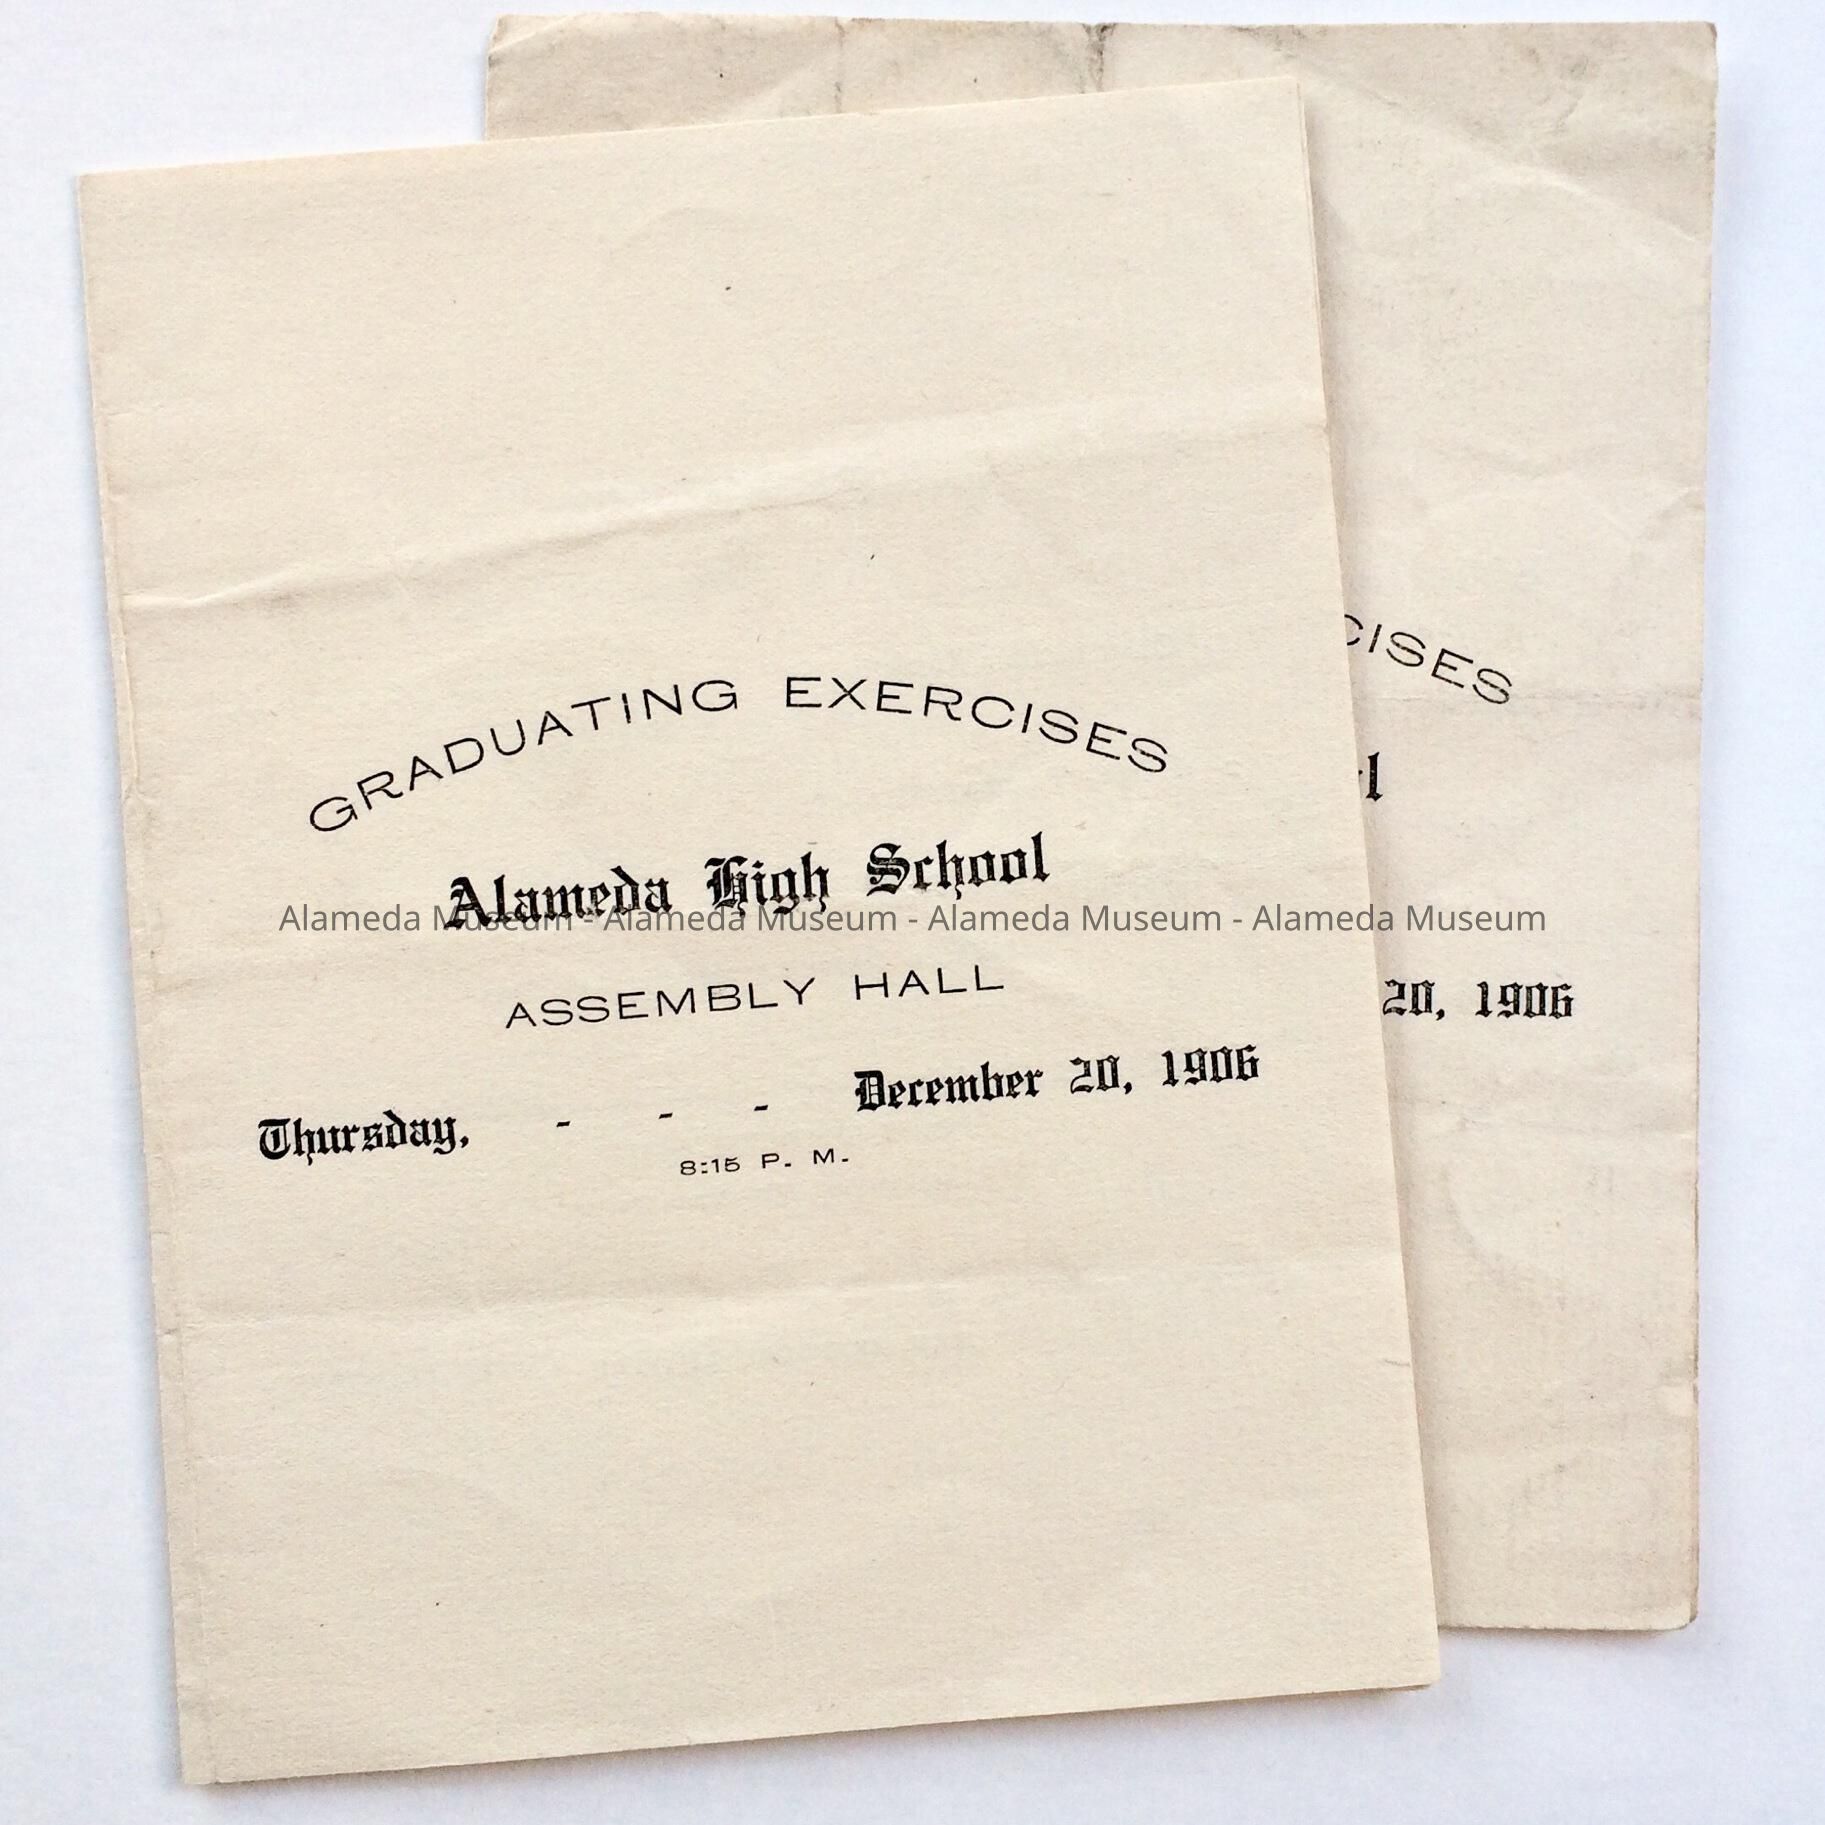 GRADUATING EXERCISES
Alameda High School
Alameda Museum - Alameda Museum - Alameda Museum - Alameda Museum
ASSEMBLY HALL
Thursday, - - - December 20, 1906
8:15 P. M.
CISES
l
20, 1906